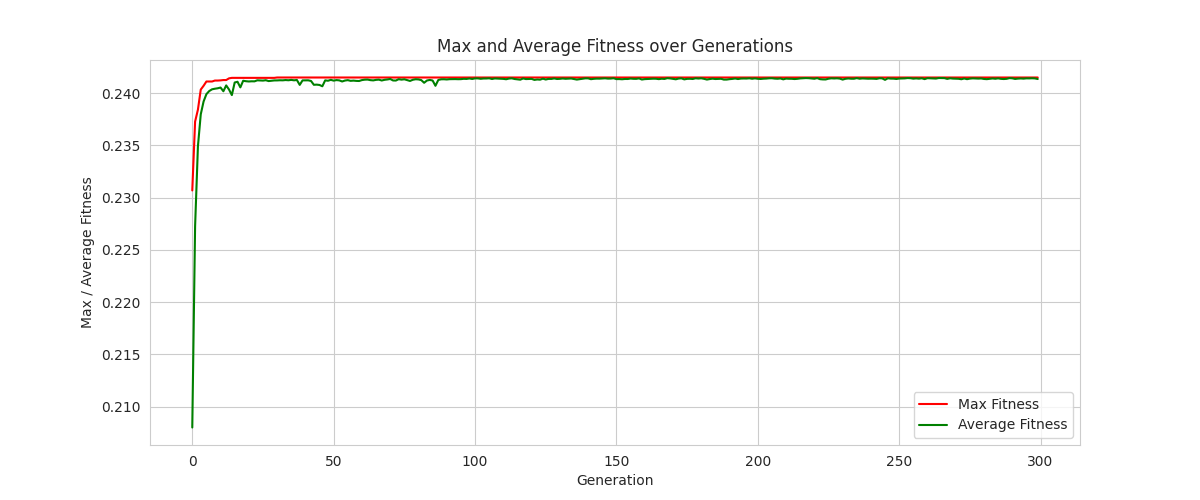 Max and Average Fitness over Generations
Max / Average Fitness
0.240
0.235
0.230
0.225
0.220
0.215
0.210
0
50
100
150
200
250
300
Generation
Max Fitness
Average Fitness